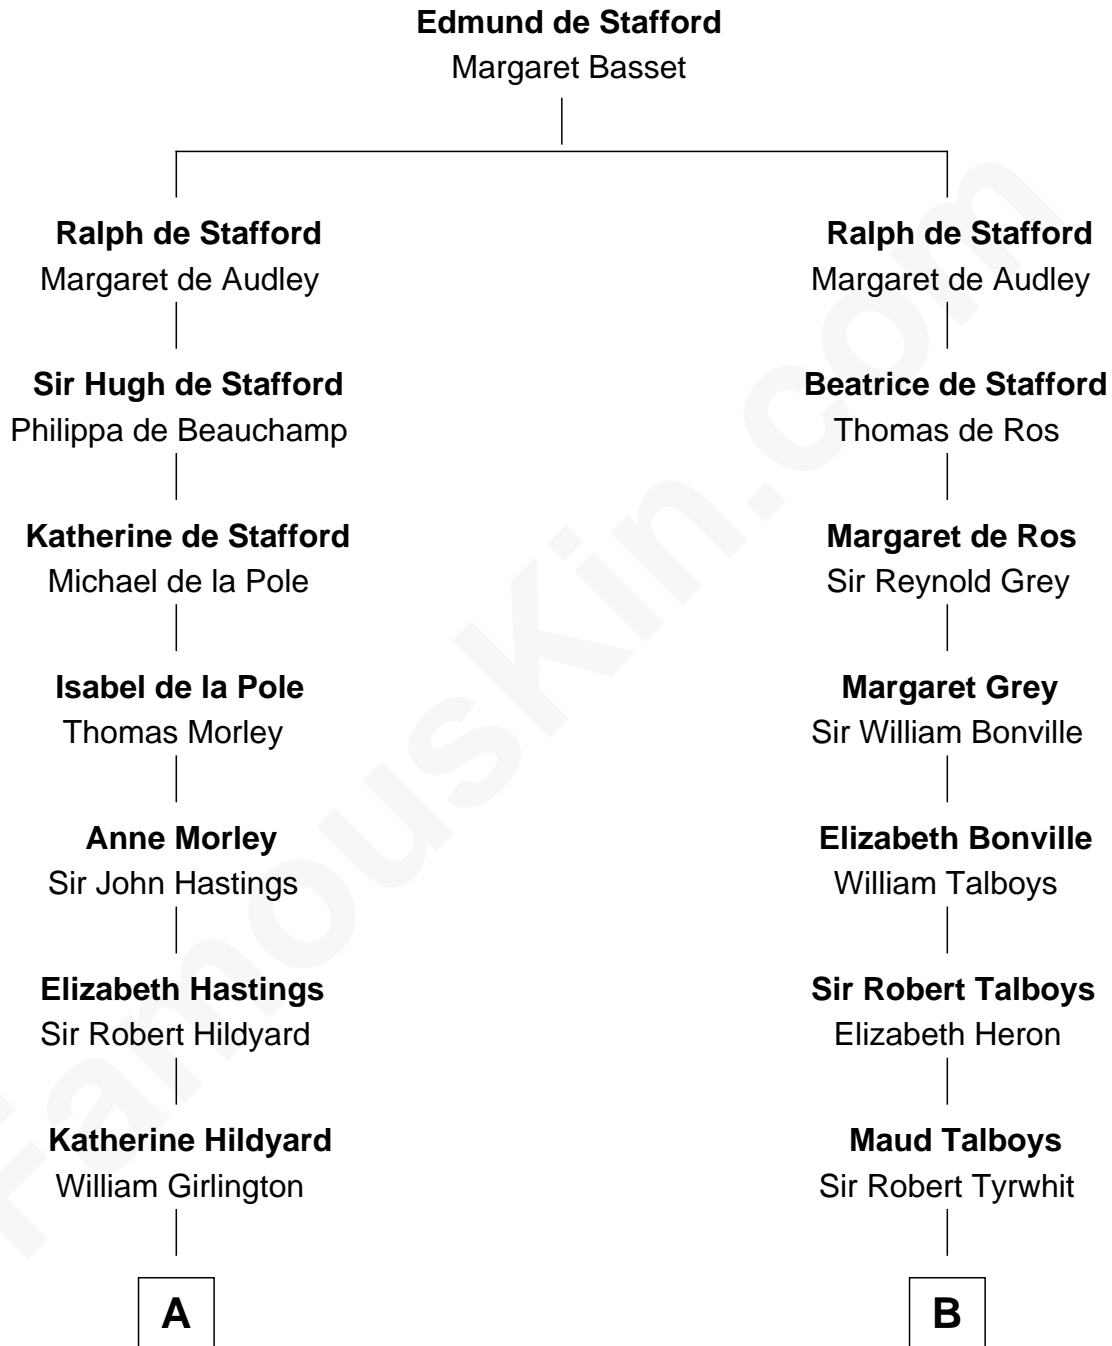 Edmund de Stafford
Margaret Basset
Ralph de Stafford
Margaret de Audley
Sir Hugh de Stafford
Philippa de Beauchamp
Katherine de Stafford
Michael de la Pole
Isabel de la Pole
Thomas Morley
Anne Morley
Sir John Hastings
Elizabeth Hastings
Sir Robert Hildyard
Katherine Hildyard
William Girlington
A
Ralph de Stafford
Margaret de Audley
Beatrice de Stafford
Thomas de Ros
Margaret de Ros
Sir Reynold Grey
Margaret Grey
Sir William Bonville
Elizabeth Bonville
William Talboys
Sir Robert Talboys
Elizabeth Heron
Maud Talboys
Sir Robert Tyrwhit
B
FamousKin.com